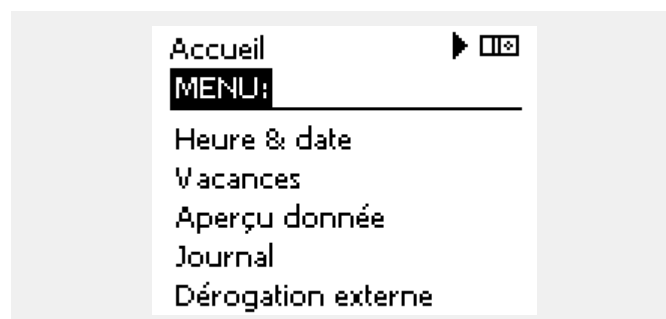 Accueil
MENU:
Heure & date
Vacances
Aperçu donnée
Journal
Dérogation externe